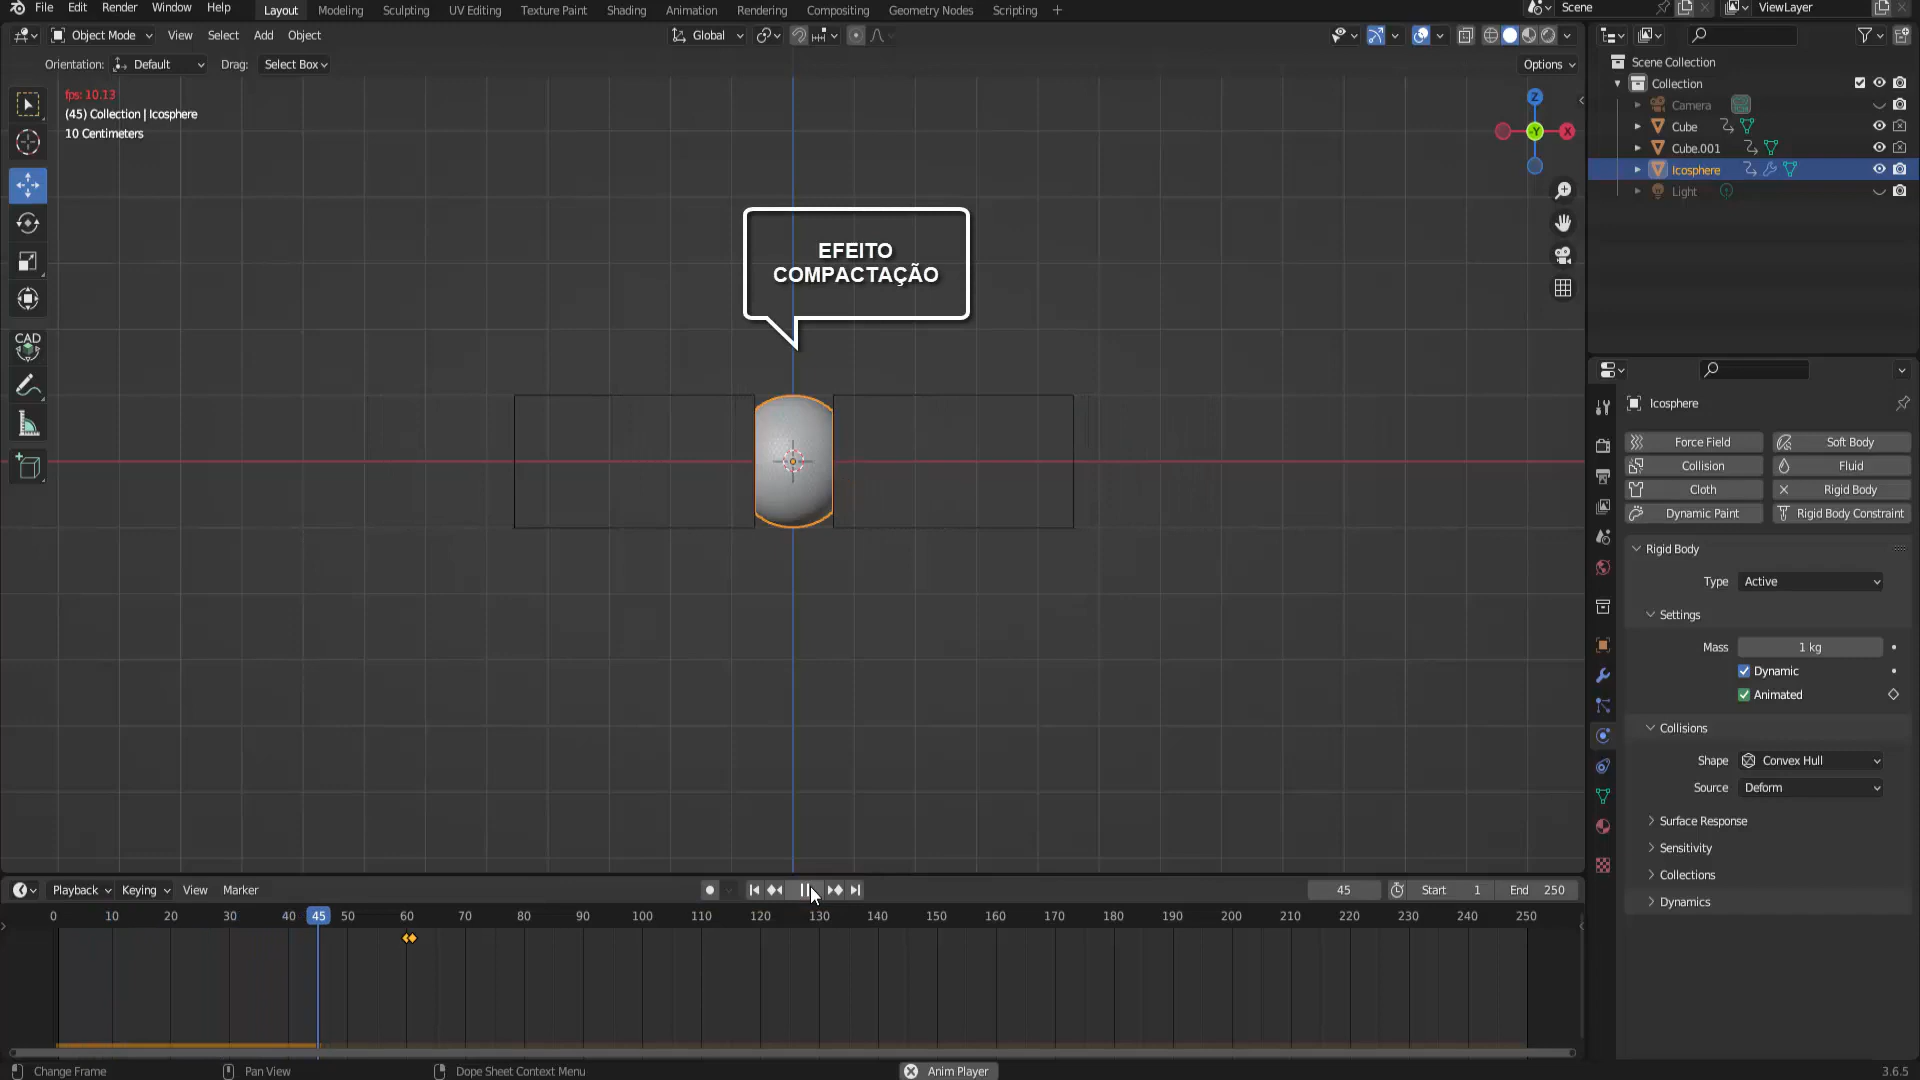 File Edit Render Window Help Layout Modeling Sculpting UV Editing Texture Paint Shading Animation Rendering Compositing Geometry Nodes Scripting + Scene ViewLayer
Object Mode View Select Add Object Global
Orientation: Default Drag: Select Box Options
fps: 10.13
(45) Collection | Icosphere
10 Centimeters
Z
-Y
X
CAD
EFEITO
COMPACTAÇÃO
Scene Collection
Collection
Camera
Cube
Cube.001
Icosphere
Light
Icosphere
Force Field Soft Body
Collision Fluid
Cloth Rigid Body
Dynamic Paint Rigid Body Constraint
Rigid Body
Type Active
Settings
Mass 1 kg
Dynamic
Animated
Collisions
Shape Convex Hull
Source Deform
Surface Response
Sensitivity
Collections
Dynamics
Playback Keying View Marker 45 Start 1 End 250
0 10 20 30 40 45 50 60 70 80 90 100 110 120 130 140 150 160 170 180 190 200 210 220 230 240 250
Change Frame Pan View Dope Sheet Context Menu Anim Player 3.6.5